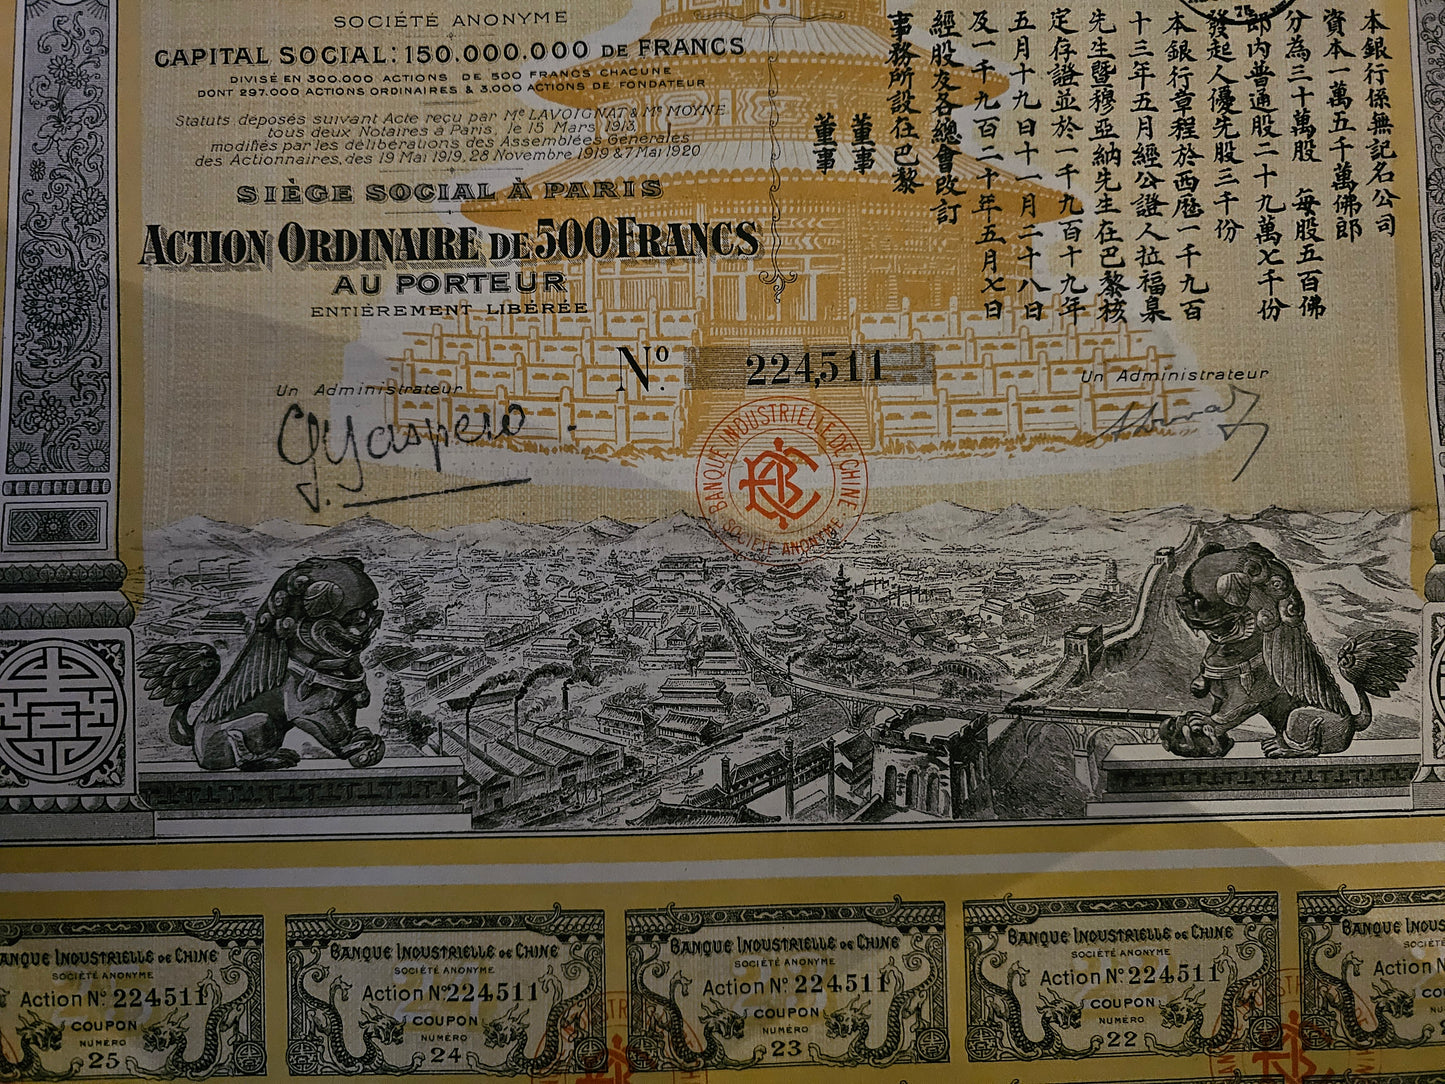 SOCIÉTÉ ANONYME
CAPITAL SOCIAL: 150.000.000 DE FRANCS
DIVISÉ EN 300.000 ACTIONS DE 500 FRANCS CHACUNE
DONT 297.000 ACTIONS ORDINAIRES & 3.000 ACTIONS DE FONDATEUR
Statuts déposés suivant Acte reçu par Me LAVOIGNAT & Me MOYNE
tous deux Notaires à Paris, le 15 Mars 1913,
modifiés par les délibérations des Assemblées Générales
des Actionnaires, des 19 Mai 1919, 28 Novembre 1919 & 7 Mai 1920
SIÈGE SOCIAL À PARIS
ACTION ORDINAIRE DE 500 FRANCS
AU PORTEUR
ENTIÈREMENT LIBÉRÉE
本銀行係無記名公司
資本一萬五千萬佛郎
分為三十萬股 每股五百佛
郎內普通股二十九萬七千份
發起人優先股三千份
本銀行章程於西歷一千九百
十三年五月經公證人拉福臬
先生暨穆亞納先生在巴黎核
定存證並於一千九百十九年
五月十九日十一月二十八日
及一千九百二十年五月七日
經股友各總會改訂
事務所設在巴黎
董事
董事
75
No. 224,511
Un Administrateur
Un Administrateur
BANQUE INDUSTRIELLE DE CHINE
SOCIÉTÉ ANONYME
BANQUE INDUSTRIELLE DE CHINE
SOCIÉTÉ ANONYME
Action No. 224511
COUPON
NUMÉRO
25
BANQUE INDUSTRIELLE DE CHINE
SOCIÉTÉ ANONYME
Action No. 224511
COUPON
NUMÉRO
24
BANQUE INDUSTRIELLE DE CHINE
SOCIÉTÉ ANONYME
Action No. 224511
COUPON
NUMÉRO
23
BANQUE INDUSTRIELLE DE CHINE
SOCIÉTÉ ANONYME
Action No. 224511
COUPON
NUMÉRO
22
BANQUE INDUS
SOCIÉTÉ
Action No
COUP
NUMÉ